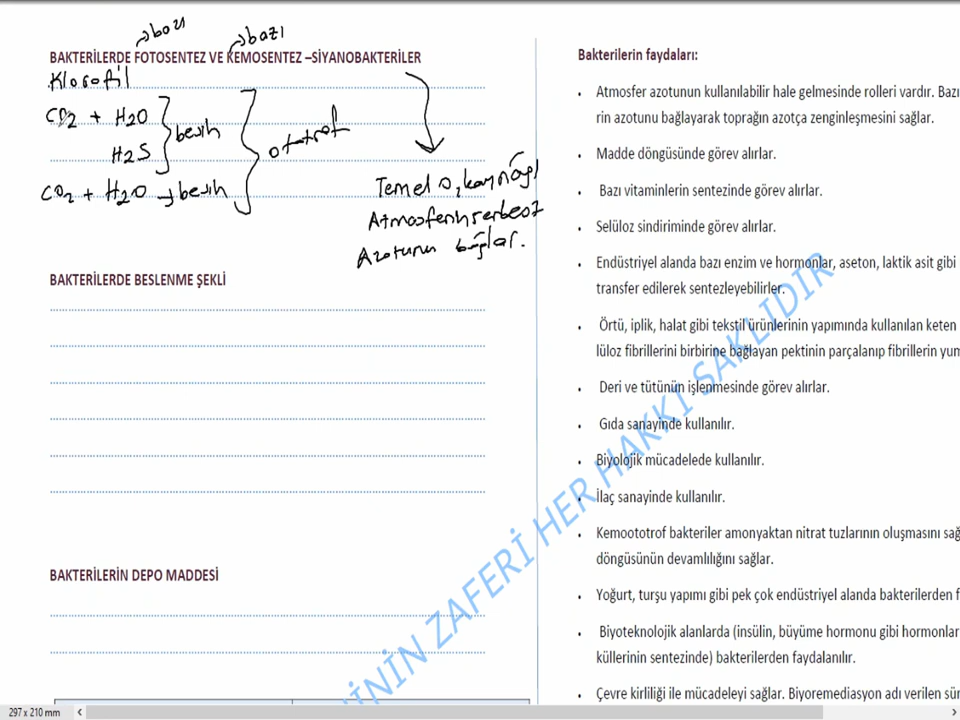 bazı
bazı
BAKTERİLERDE FOTOSENTEZ VE KEMOSENTEZ –SİYANOBAKTERİLER
Klorofil
CO2 + H2O
H2S
besin
CO2 + H2O → besin
ototrof
Temel O2 kaynağı
Atmosferin serbest
Azotunu bağlar.
BAKTERİLERDE BESLENME ŞEKLİ
BAKTERİLERİN DEPO MADDESİ
Bakterilerin faydaları:
• Atmosfer azotunun kullanılabilir hale gelmesinde rolleri vardır. Bazı
rin azotunu bağlayarak toprağın azotça zenginleşmesini sağlar.
• Madde döngüsünde görev alırlar.
• Bazı vitaminlerin sentezinde görev alırlar.
• Selüloz sindiriminde görev alırlar.
• Endüstriyel alanda bazı enzim ve hormonlar, aseton, laktik asit gibi
transfer edilerek sentezleyebilirler.
• Örtü, iplik, halat gibi tekstil ürünlerinin yapımında kullanılan keten
lüloz fibrillerini birbirine bağlayan pektinin parçalanıp fibrillerin yum
• Deri ve tütünün işlenmesinde görev alırlar.
• Gıda sanayinde kullanılır.
• Biyolojik mücadelede kullanılır.
• İlaç sanayinde kullanılır.
• Kemoototrof bakteriler amonyaktan nitrat tuzlarının oluşmasını sağ
döngüsünün devamlılığını sağlar.
• Yoğurt, turşu yapımı gibi pek çok endüstriyel alanda bakterilerden f
• Biyoteknolojik alanlarda (insülin, büyüme hormonu gibi hormonlar
küllerinin sentezinde) bakterilerden faydalanılır.
• Çevre kirliliği ile mücadeleyi sağlar. Biyoremediasyon adı verilen sür
İNİN ZAFERİ HER HAKKI SAKLIDIR
297 x 210 mm